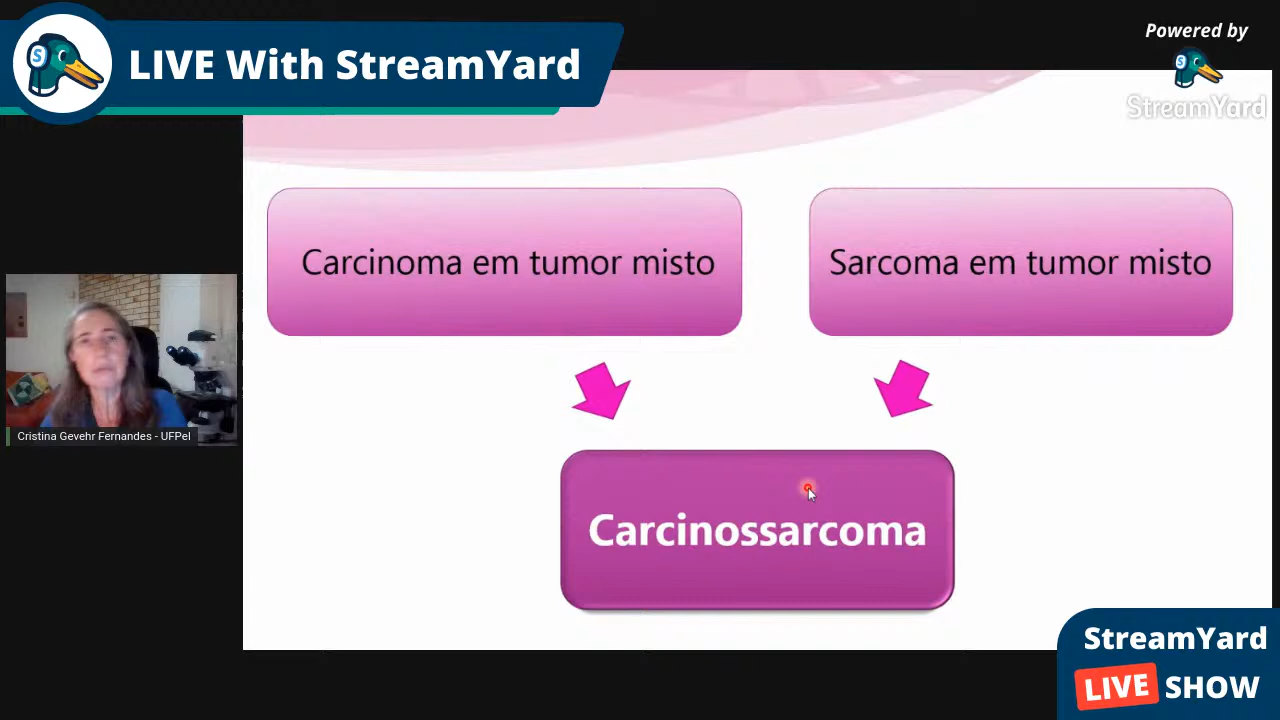 LIVE With StreamYard
Powered by
StreamYard
Carcinoma em tumor misto
Sarcoma em tumor misto
Carcinossarcoma
Cristina Gevehr Fernandes - UFPel
StreamYard
LIVE SHOW